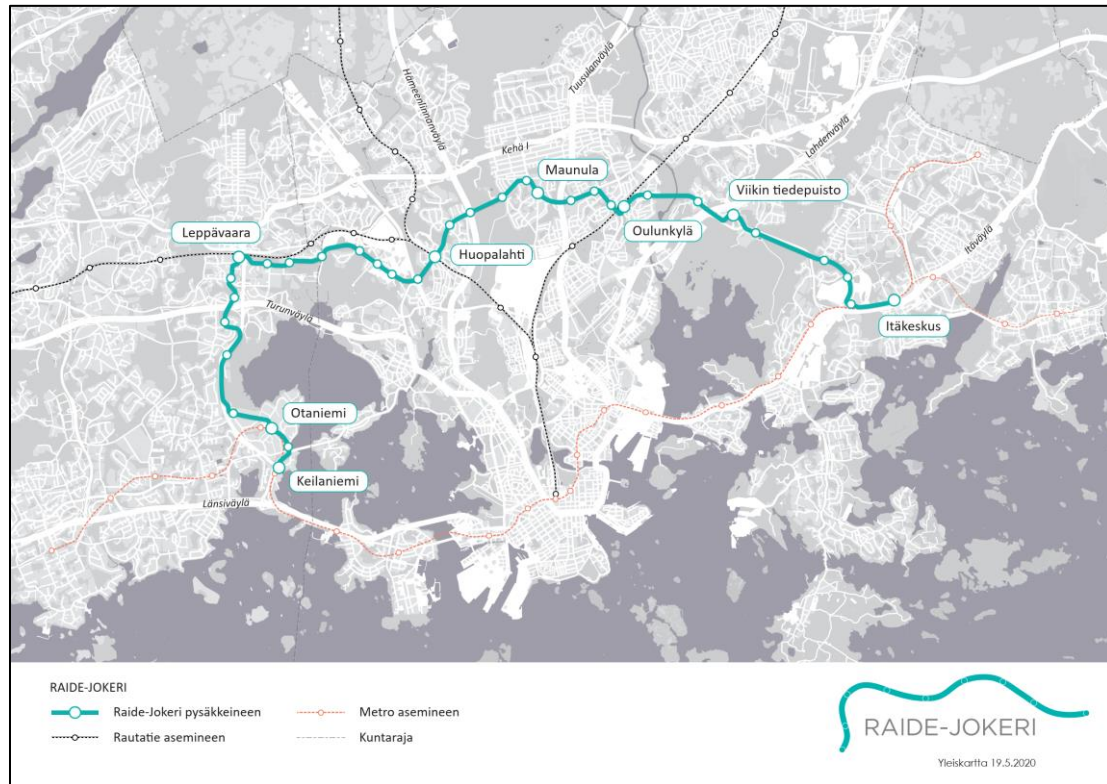 Hämeenlinnanväylä
Tuusulanväylä
Kehä I
Lahdenväylä
Maunula
Viikin tiedepuisto
Leppävaara
Oulunkylä
Itäväylä
Huopalahti
Turunväylä
Itäkeskus
Otaniemi
Keilaniemi
Länsiväylä
RAIDE-JOKERI
Raide-Jokeri pysäkkeineen
Metro asemineen
Rautatie asemineen
Kuntaraja
RAIDE-JOKERI
Yleiskartta 19.5.2020